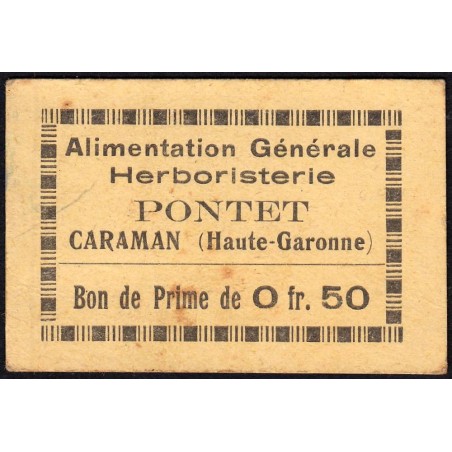 Alimentation Générale
Herboristerie
PONTET
CARAMAN (Haute-Garonne)
Bon de Prime de 0 fr. 50